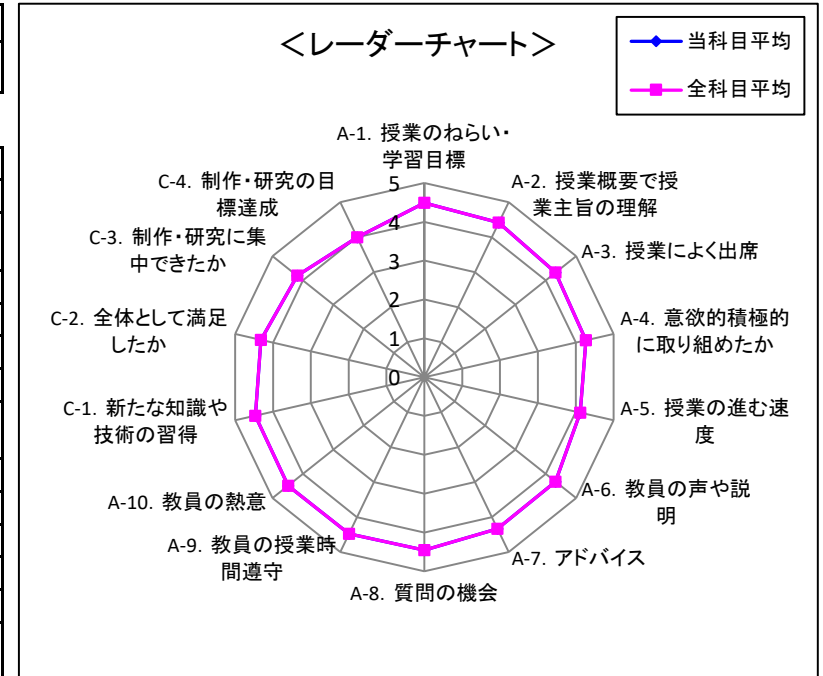 ＜レーダーチャート＞
当科目平均
全科目平均
A-1. 授業のねらい・
学習目標
A-2. 授業概要で授
業主旨の理解
A-3. 授業によく出席
A-4. 意欲的積極的
に取り組めたか
A-5. 授業の進む速
度
A-6. 教員の声や説
明
A-7. アドバイス
A-8. 質問の機会
A-9. 教員の授業時
間遵守
A-10. 教員の熱意
C-1. 新たな知識や
技術の習得
C-2. 全体として満足
したか
C-3. 制作・研究に集
中できたか
C-4. 制作・研究の目
標達成
5
4
3
2
1
0